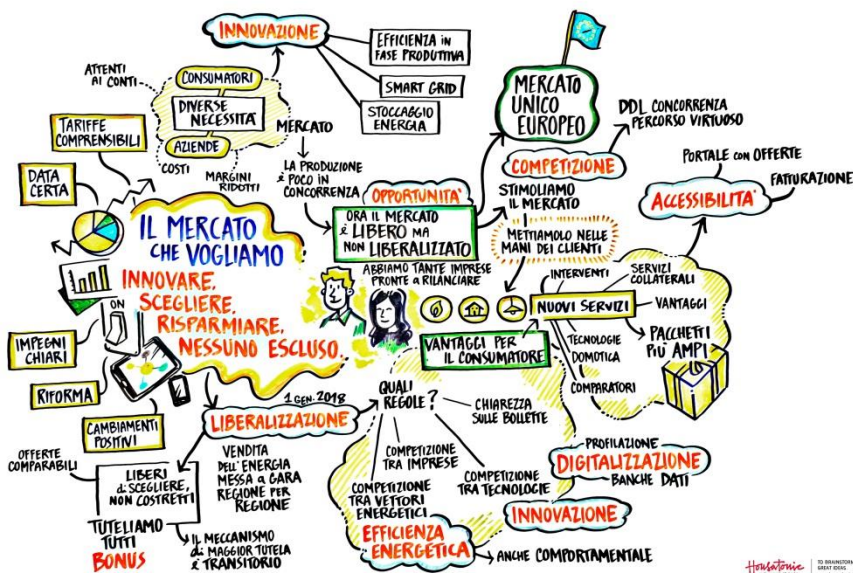 INNOVAZIONE
EFFICIENZA IN
FASE PRODUTTIVA
SMART GRID
STOCCAGGIO
ENERGIA
ATTENTI
AI CONTI
CONSUMATORI
DIVERSE
NECESSITÀ
AZIENDE
COSTI
MARGINI
RIDOTTI
MERCATO
LA PRODUZIONE
è POCO IN
CONCORRENZA
TARIFFE
COMPRENSIBILI
DATA
CERTA
IL MERCATO
CHE VOGLIAMO:
INNOVARE,
SCEGLIERE,
RISPARMIARE,
NESSUNO ESCLUSO.
ON
IMPEGNI
CHIARI
RIFORMA
CAMBIAMENTI
POSITIVI
OPPORTUNITA'
ORA IL MERCATO
è LIBERO MA
NON LIBERALIZZATO
ABBIAMO TANTE IMPRESE
PRONTE a RILANCIARE
MERCATO
UNICO
EUROPEO
COMPETIZIONE
DDL CONCORRENZA
PERCORSO VIRTUOSO
STIMOLIAMO
IL MERCATO
METTIAMOLO NELLE
MANI DEI CLIENTI
PORTALE con OFFERTE
FATTURAZIONE
ACCESSIBILITA'
INTERVENTI
SERVIZI
COLLATERALI
NUOVI SERVIZI
VANTAGGI
PACCHETTI
PIÙ AMPI
TECNOLOGIE
DOMOTICA
COMPARATORI
VANTAGGI PER
IL CONSUMATORE
1 GEN. 2018
LIBERALIZZAZIONE
VENDITA
DELL'ENERGIA
MESSA a GARA
REGIONE PER
REGIONE
OFFERTE
COMPARABILI
LIBERI
di SCEGLIERE,
NON COSTRETTI
TUTELIAMO
TUTTI
BONUS
IL MECCANISMO
di MAGGIOR TUTELA
è TRANSITORIO
QUALI
REGOLE?
CHIAREZZA
SULLE BOLLETTE
COMPETIZIONE
TRA IMPRESE
COMPETIZIONE
TRA TECNOLOGIE
COMPETIZIONE
TRA VETTORI
ENERGETICI
EFFICIENZA
ENERGETICA
ANCHE COMPORTAMENTALE
PROFILAZIONE
DIGITALIZZAZIONE
BANCHE DATI
INNOVAZIONE
Housatonic
TO BRAINSTORM
GREAT IDEAS